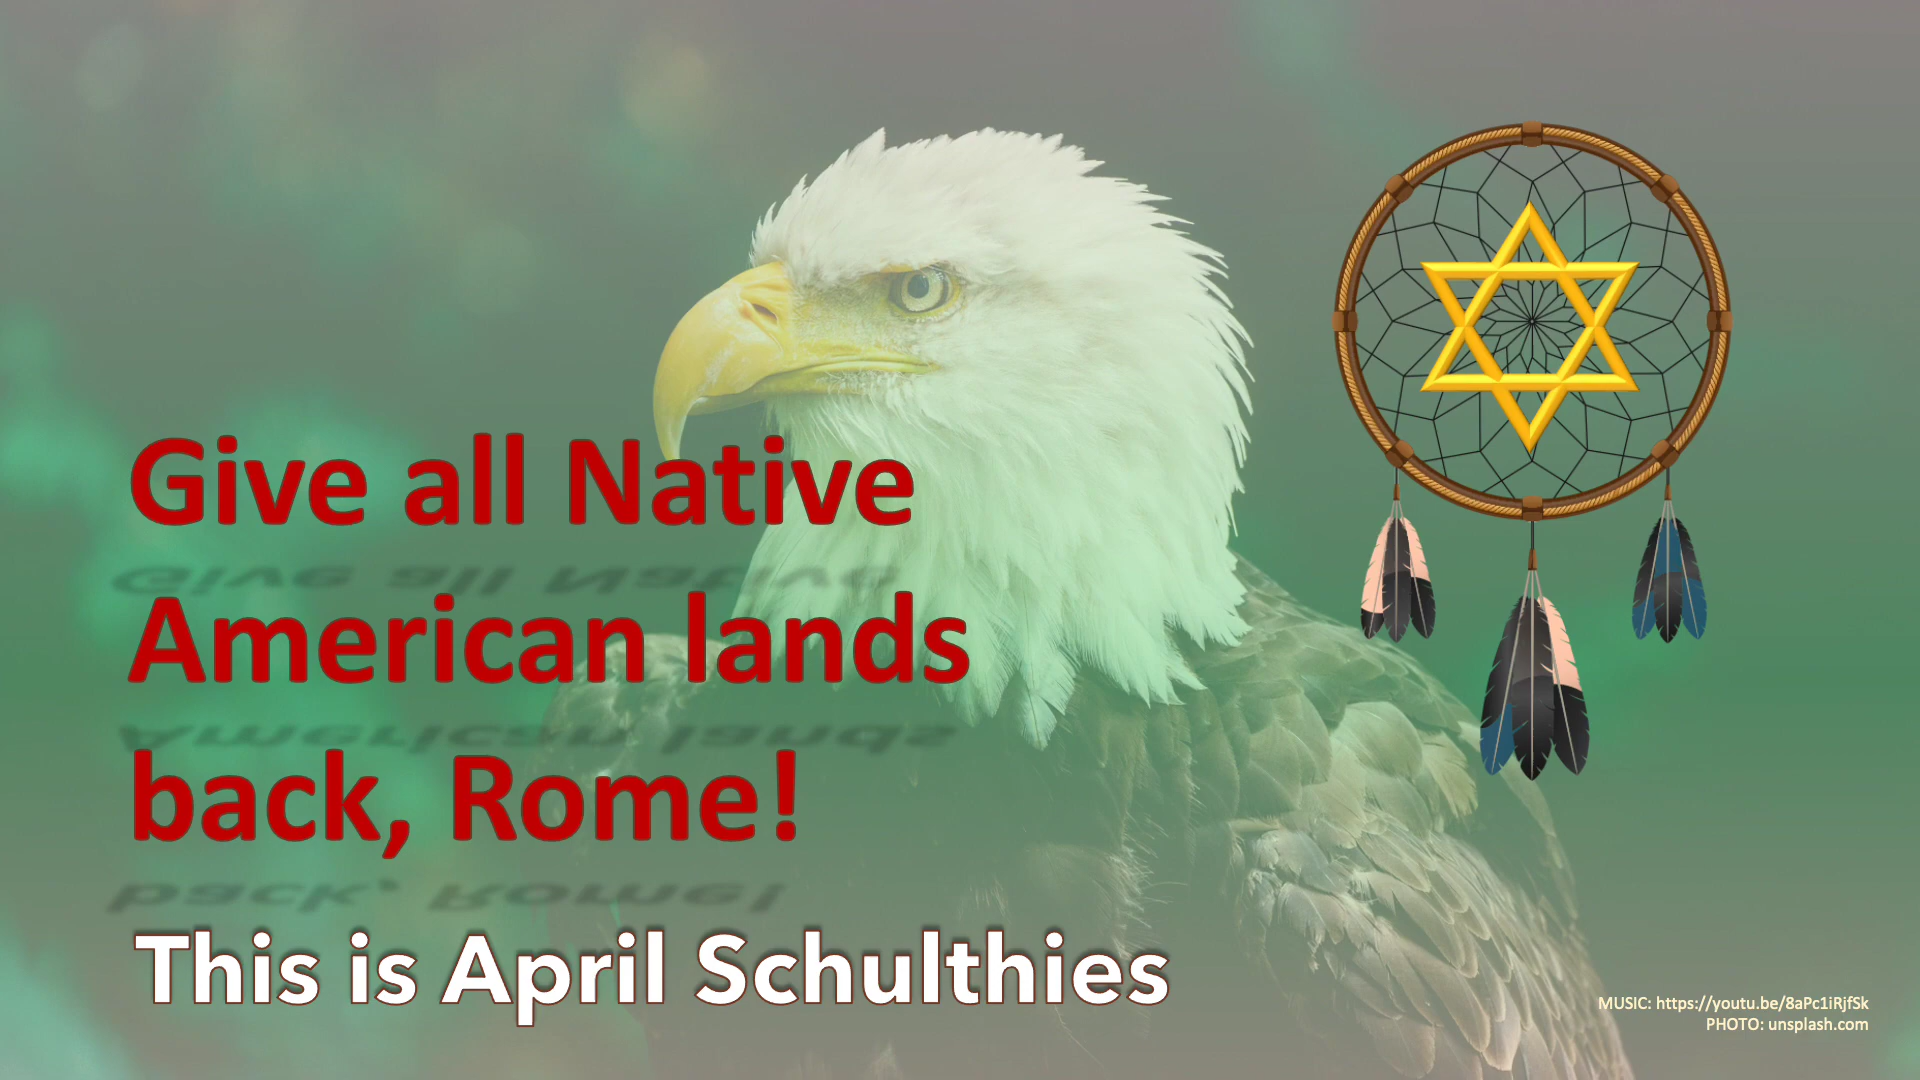 Give all Native
American lands
back, Rome!
This is April Schulthies
MUSIC: https://youtu.be/8aPc1iRjfSk
PHOTO: unsplash.com